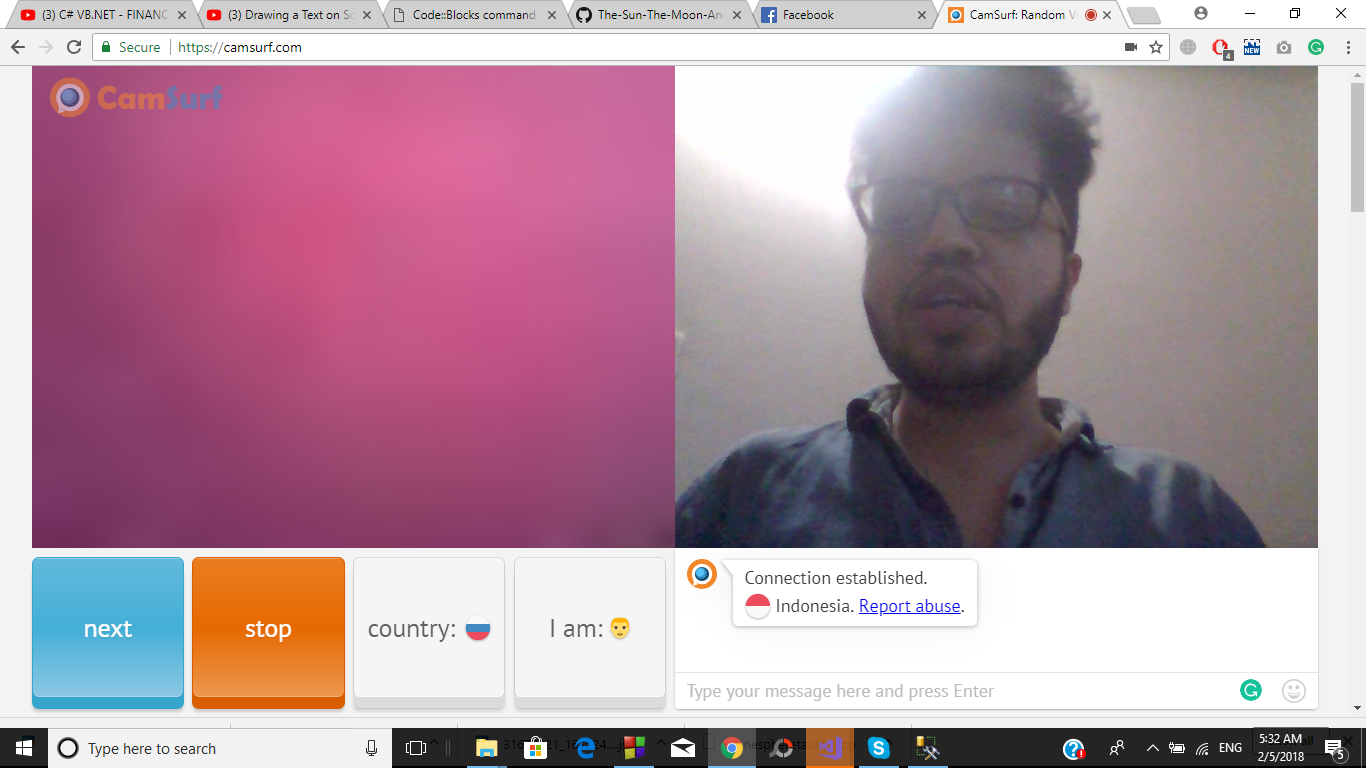 (3) C# VB.NET - FINANC
(3) Drawing a Text on Sc
Code::Blocks command
The-Sun-The-Moon-An
Facebook
CamSurf: Random V
Secure
https://camsurf.com
4
NEW
CamSurf
next
stop
country:
I am:
Connection established.
Indonesia. Report abuse.
Type your message here and press Enter
Type here to search
ENG
5:32 AM
2/5/2018
5